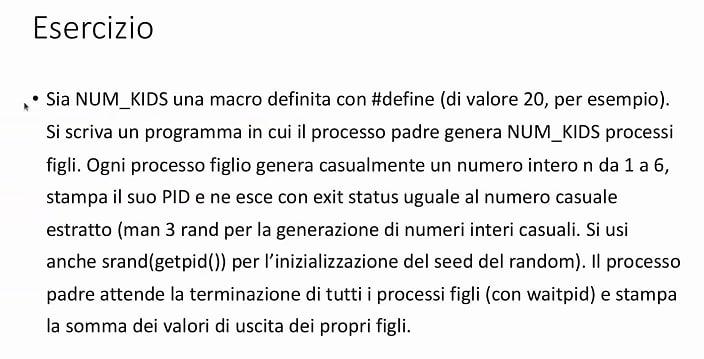 Esercizio
• Sia NUM_KIDS una macro definita con #define (di valore 20, per esempio).
Si scriva un programma in cui il processo padre genera NUM_KIDS processi
figli. Ogni processo figlio genera casualmente un numero intero n da 1 a 6,
stampa il suo PID e ne esce con exit status uguale al numero casuale
estratto (man 3 rand per la generazione di numeri interi casuali. Si usi
anche srand(getpid()) per l’inizializzazione del seed del random). Il processo
padre attende la terminazione di tutti i processi figli (con waitpid) e stampa
la somma dei valori di uscita dei propri figli.